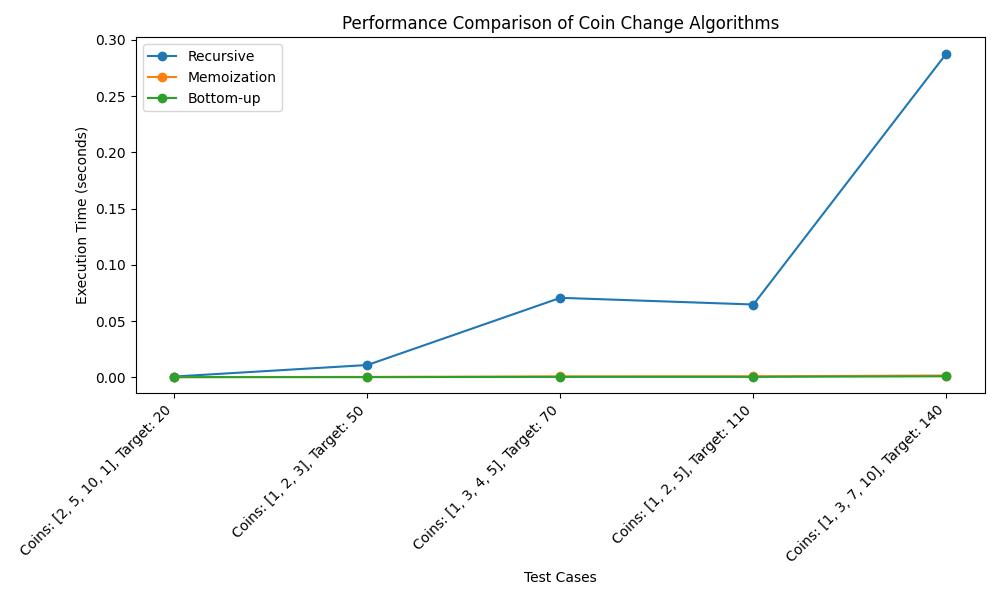 Performance Comparison of Coin Change Algorithms
Recursive
Memoization
Bottom-up
Execution Time (seconds)
0.30
0.25
0.20
0.15
0.10
0.05
0.00
Coins: [2, 5, 10, 1], Target: 20
Coins: [1, 2, 3], Target: 50
Coins: [1, 3, 4, 5], Target: 70
Coins: [1, 2, 5], Target: 110
Coins: [1, 3, 7, 10], Target: 140
Test Cases